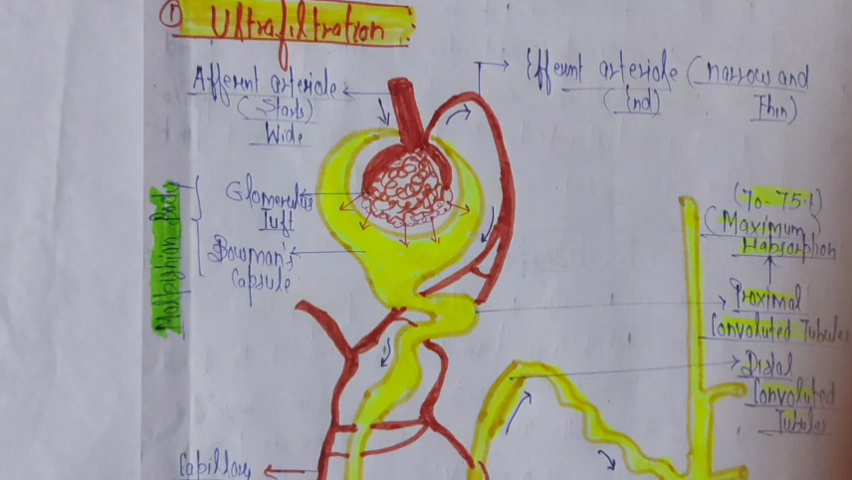 ① Ultrafiltration
Afferent arteriole
(Starts)
Wide
Efferent arteriole (Narrow and
(End) Thin)
Glomerulus
Tuft
Bowman's
Capsule
Malpighian Body
(70-75%)
(Maximum)
Reabsorption
Proximal
Convoluted Tubules
Distal
Convoluted
Tubules
Capillary